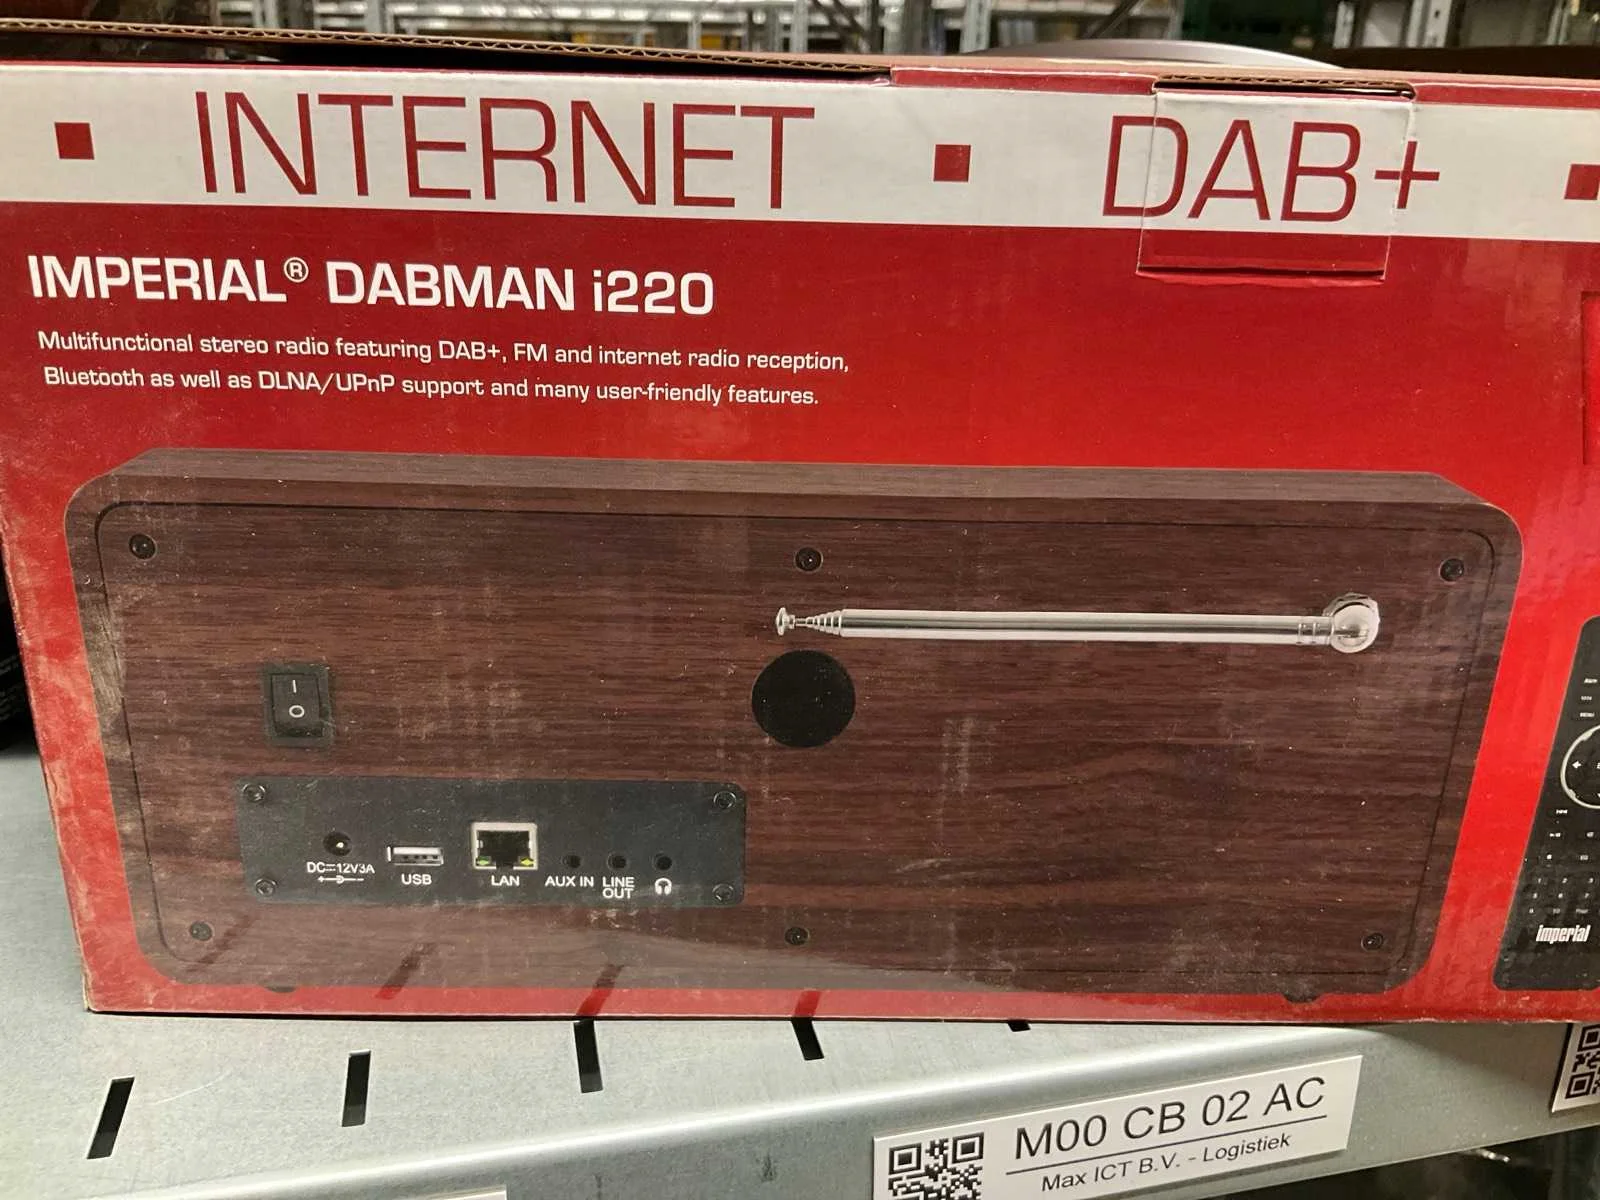 INTERNET DAB+
IMPERIAL® DABMAN i220
Multifunctional stereo radio featuring DAB+, FM and internet radio reception,
Bluetooth as well as DLNA/UPnP support and many user-friendly features.
I
O
DC=12V3A
USB
LAN
AUX IN
LINE
OUT
MENU
imperial
M00 CB 02 AC
Max ICT B.V. - Logistiek